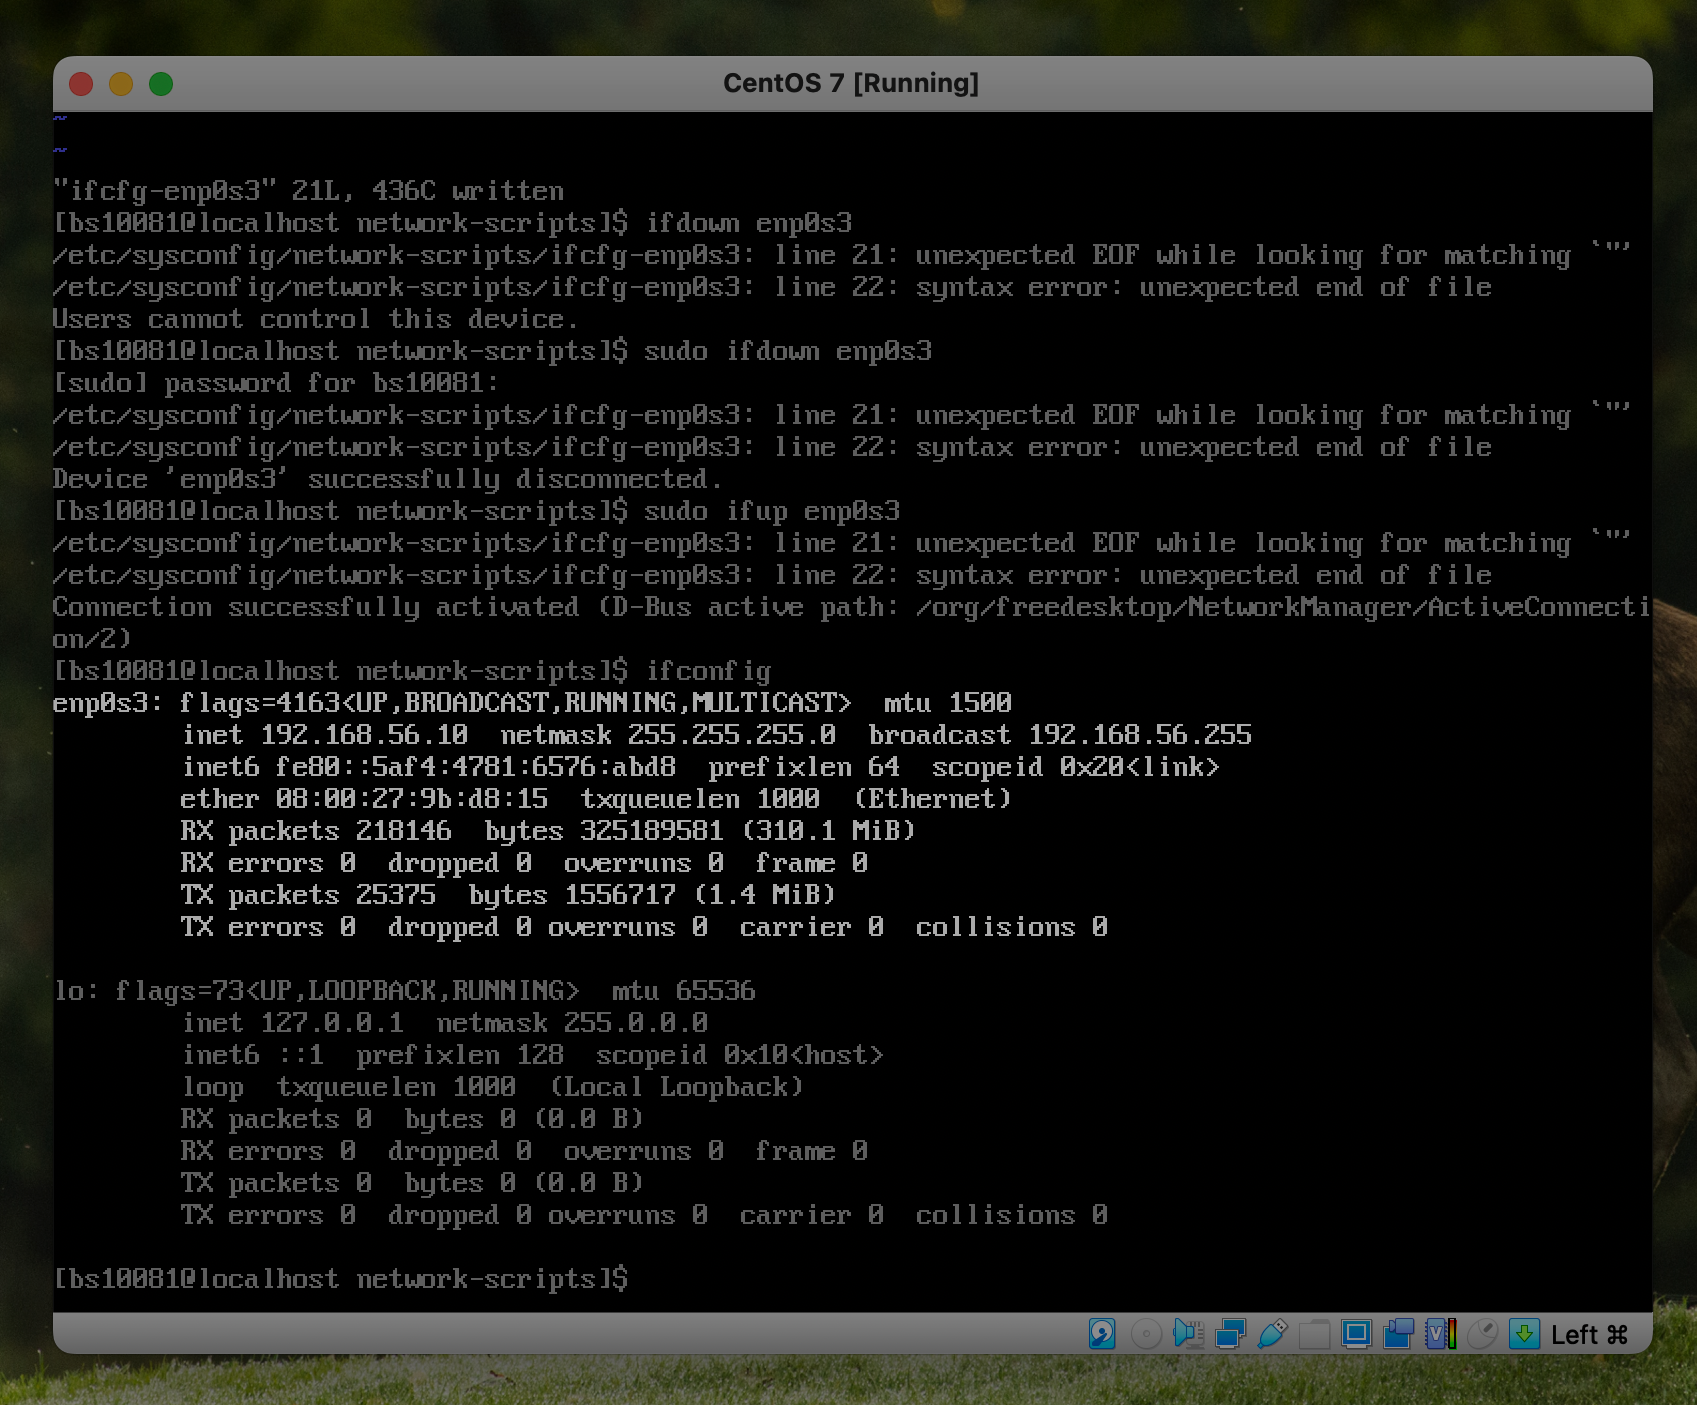 CentOS 7 [Running]
~
~
"ifcfg-enp0s3" 21L, 436C written
[bs10081@localhost network-scripts]$ ifdown enp0s3
/etc/sysconfig/network-scripts/ifcfg-enp0s3: line 21: unexpected EOF while looking for matching `"'
/etc/sysconfig/network-scripts/ifcfg-enp0s3: line 22: syntax error: unexpected end of file
Users cannot control this device.
[bs10081@localhost network-scripts]$ sudo ifdown enp0s3
[sudo] password for bs10081:
/etc/sysconfig/network-scripts/ifcfg-enp0s3: line 21: unexpected EOF while looking for matching `"'
/etc/sysconfig/network-scripts/ifcfg-enp0s3: line 22: syntax error: unexpected end of file
Device 'enp0s3' successfully disconnected.
[bs10081@localhost network-scripts]$ sudo ifup enp0s3
/etc/sysconfig/network-scripts/ifcfg-enp0s3: line 21: unexpected EOF while looking for matching `"'
/etc/sysconfig/network-scripts/ifcfg-enp0s3: line 22: syntax error: unexpected end of file
Connection successfully activated (D-Bus active path: /org/freedesktop/NetworkManager/ActiveConnecti
on/2)
[bs10081@localhost network-scripts]$ ifconfig
enp0s3: flags=4163<UP,BROADCAST,RUNNING,MULTICAST>  mtu 1500
        inet 192.168.56.10  netmask 255.255.255.0  broadcast 192.168.56.255
        inet6 fe80::5af4:4781:6576:abd8  prefixlen 64  scopeid 0x20<link>
        ether 08:00:27:9b:d8:15  txqueuelen 1000  (Ethernet)
        RX packets 218146  bytes 325189581 (310.1 MiB)
        RX errors 0  dropped 0  overruns 0  frame 0
        TX packets 25375  bytes 1556717 (1.4 MiB)
        TX errors 0  dropped 0 overruns 0  carrier 0  collisions 0
lo: flags=73<UP,LOOPBACK,RUNNING>  mtu 65536
        inet 127.0.0.1  netmask 255.0.0.0
        inet6 ::1  prefixlen 128  scopeid 0x10<host>
        loop  txqueuelen 1000  (Local Loopback)
        RX packets 0  bytes 0 (0.0 B)
        RX errors 0  dropped 0  overruns 0  frame 0
        TX packets 0  bytes 0 (0.0 B)
        TX errors 0  dropped 0 overruns 0  carrier 0  collisions 0
[bs10081@localhost network-scripts]$
Left ⌘